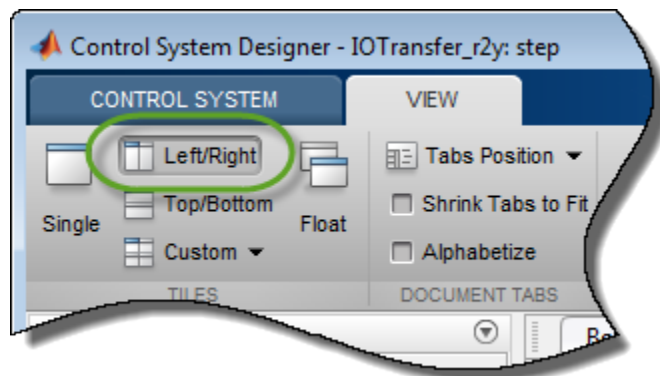 Control System Designer - IOTransfer_r2y: step
CONTROL SYSTEM
VIEW
Single
Left/Right
Top/Bottom
Custom
Float
TILES
Tabs Position
Shrink Tabs to Fit
Alphabetize
DOCUMENT TABS